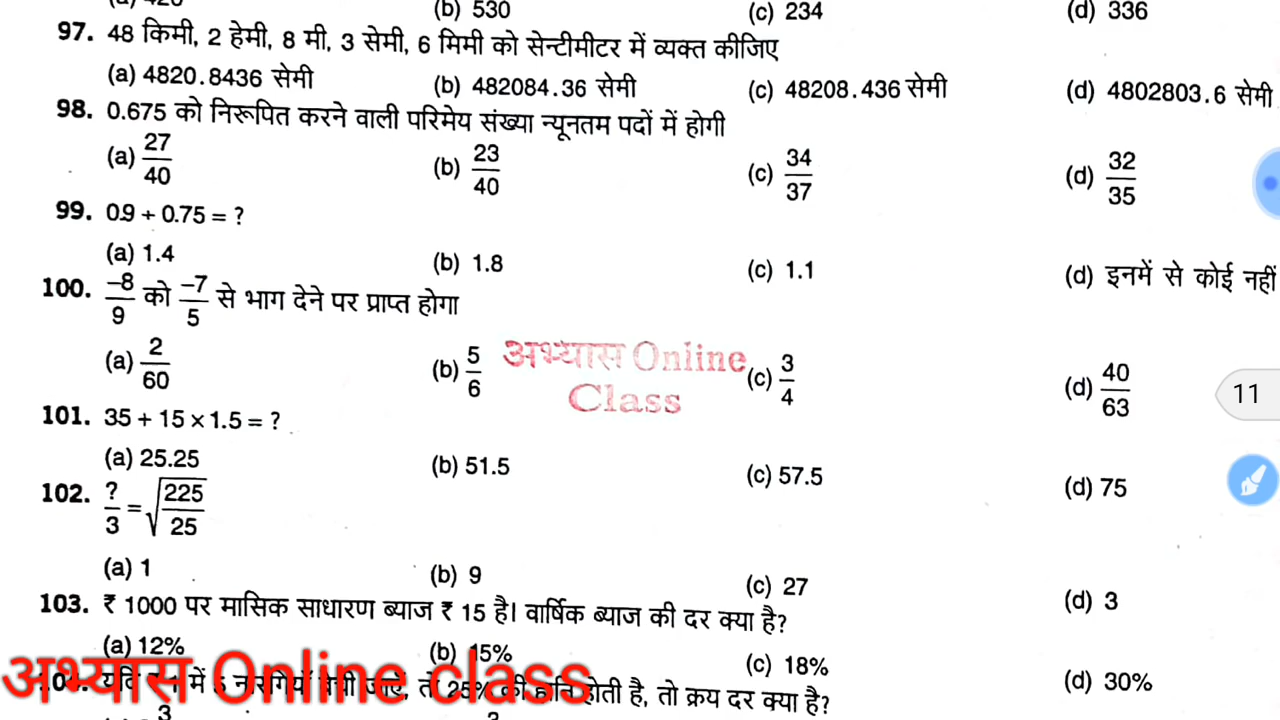 (b) 530 (c) 234 (d) 336
97. 48 किमी, 2 हेमी, 8 मी, 3 सेमी, 6 मिमी को सेन्टीमीटर में व्यक्त कीजिए
(a) 4820.8436 सेमी (b) 482084.36 सेमी (c) 48208.436 सेमी (d) 4802803.6 सेमी
98. 0.675 को निरूपित करने वाली परिमेय संख्या न्यूनतम पदों में होगी
(a) 27/40 (b) 23/40 (c) 34/37 (d) 32/35
99. 0.9 + 0.75 = ?
(a) 1.4 (b) 1.8 (c) 1.1 (d) इनमें से कोई नहीं
100. -8/9 को -7/5 से भाग देने पर प्राप्त होगा
(a) 2/60 (b) 5/6 (c) 3/4 (d) 40/63
अभ्यास Online
Class
11
101. 35 + 15 × 1.5 = ?
(a) 25.25 (b) 51.5 (c) 57.5 (d) 75
102. ?/3 = √225/25
(a) 1 (b) 9 (c) 27 (d) 3
103. ₹ 1000 पर मासिक साधारण ब्याज ₹ 15 है। वार्षिक ब्याज की दर क्या है?
(a) 12% (b) 15% (c) 18% (d) 30%
अभ्यास Online class
यदि में 25% की हानि होती है, तो क्रय दर क्या है?